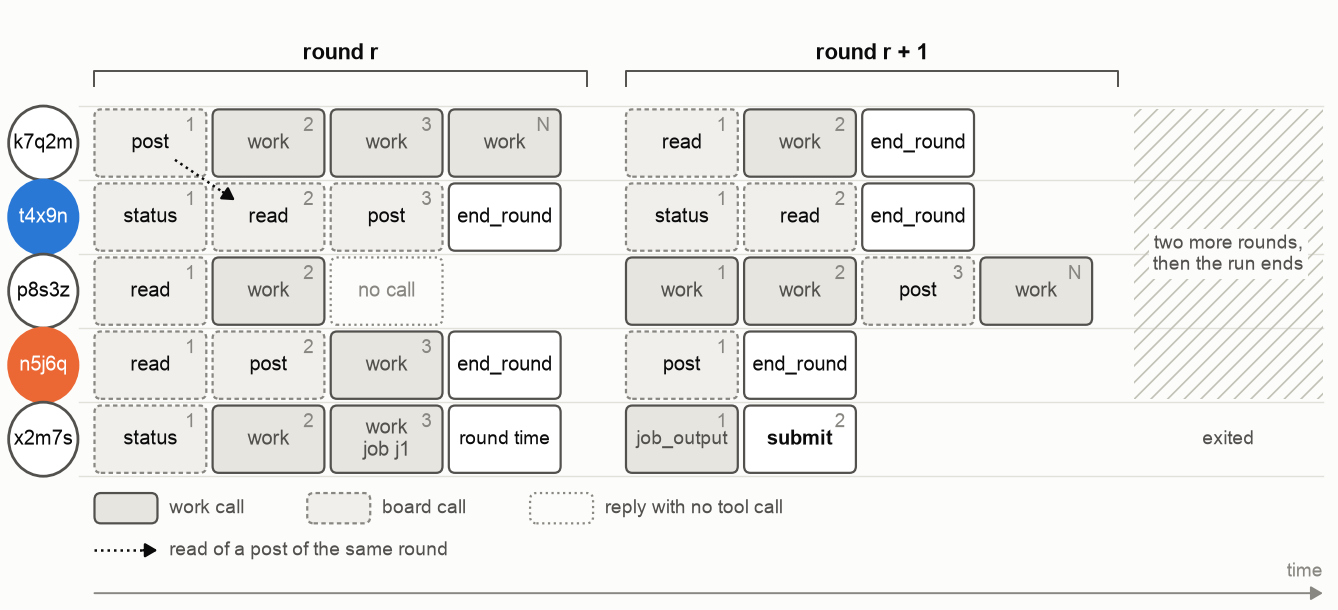 round r
round r + 1
k7q2m
post 1
work 2
work 3
work N
read 1
work 2
end_round
t4x9n
status 1
read 2
post 3
end_round
status 1
read 2
end_round
two more rounds,
then the run ends
p8s3z
read 1
work 2
no call
work 1
work 2
post 3
work N
n5j6q
read 1
post 2
work 3
end_round
post 1
end_round
x2m7s
status 1
work 2
work 3
job j1
round time
job_output 1
submit 2
exited
work call
board call
reply with no tool call
read of a post of the same round
time